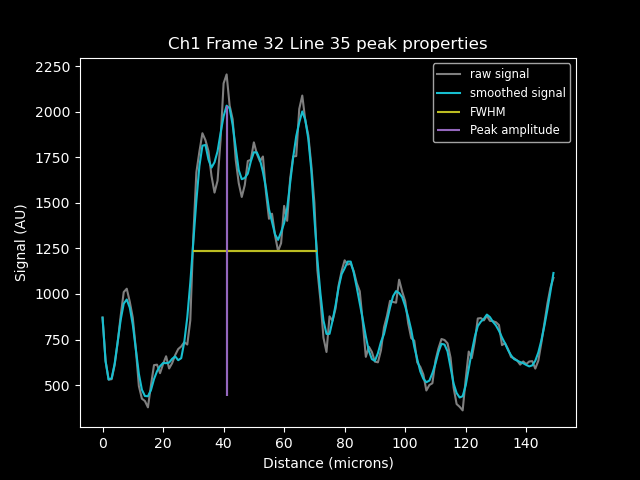 Ch1 Frame 32 Line 35 peak properties
raw signal
smoothed signal
FWHM
Peak amplitude
Signal (AU)
2250
2000
1750
1500
1250
1000
750
500
0 20 40 60 80 100 120 140
Distance (microns)